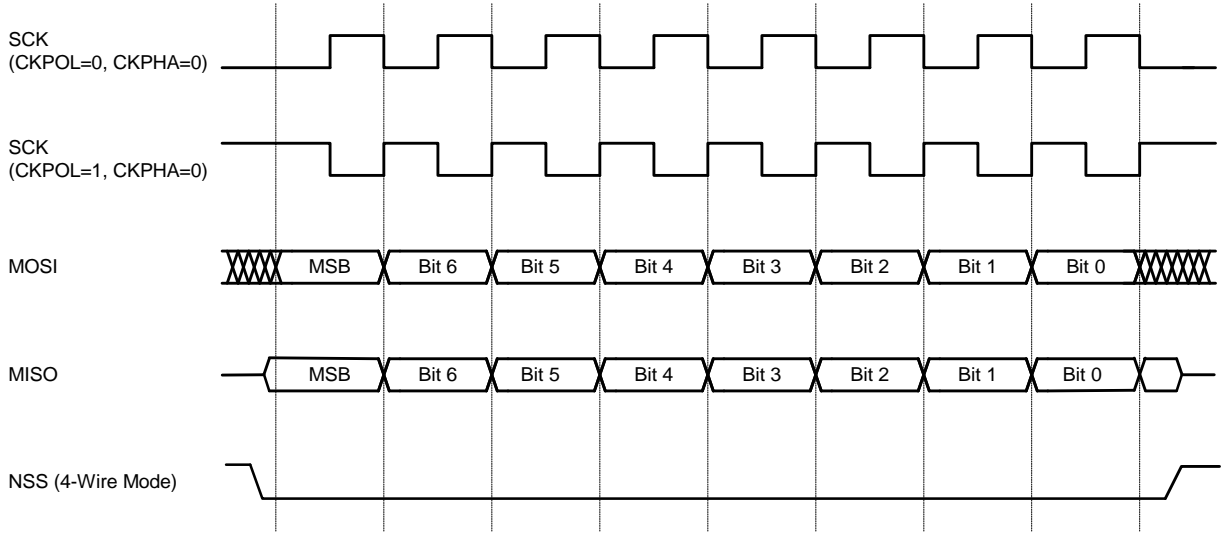 SCK
(CKPOL=0, CKPHA=0)
SCK
(CKPOL=1, CKPHA=0)
MOSI MSB Bit 6 Bit 5 Bit 4 Bit 3 Bit 2 Bit 1 Bit 0
MISO MSB Bit 6 Bit 5 Bit 4 Bit 3 Bit 2 Bit 1 Bit 0
NSS (4-Wire Mode)